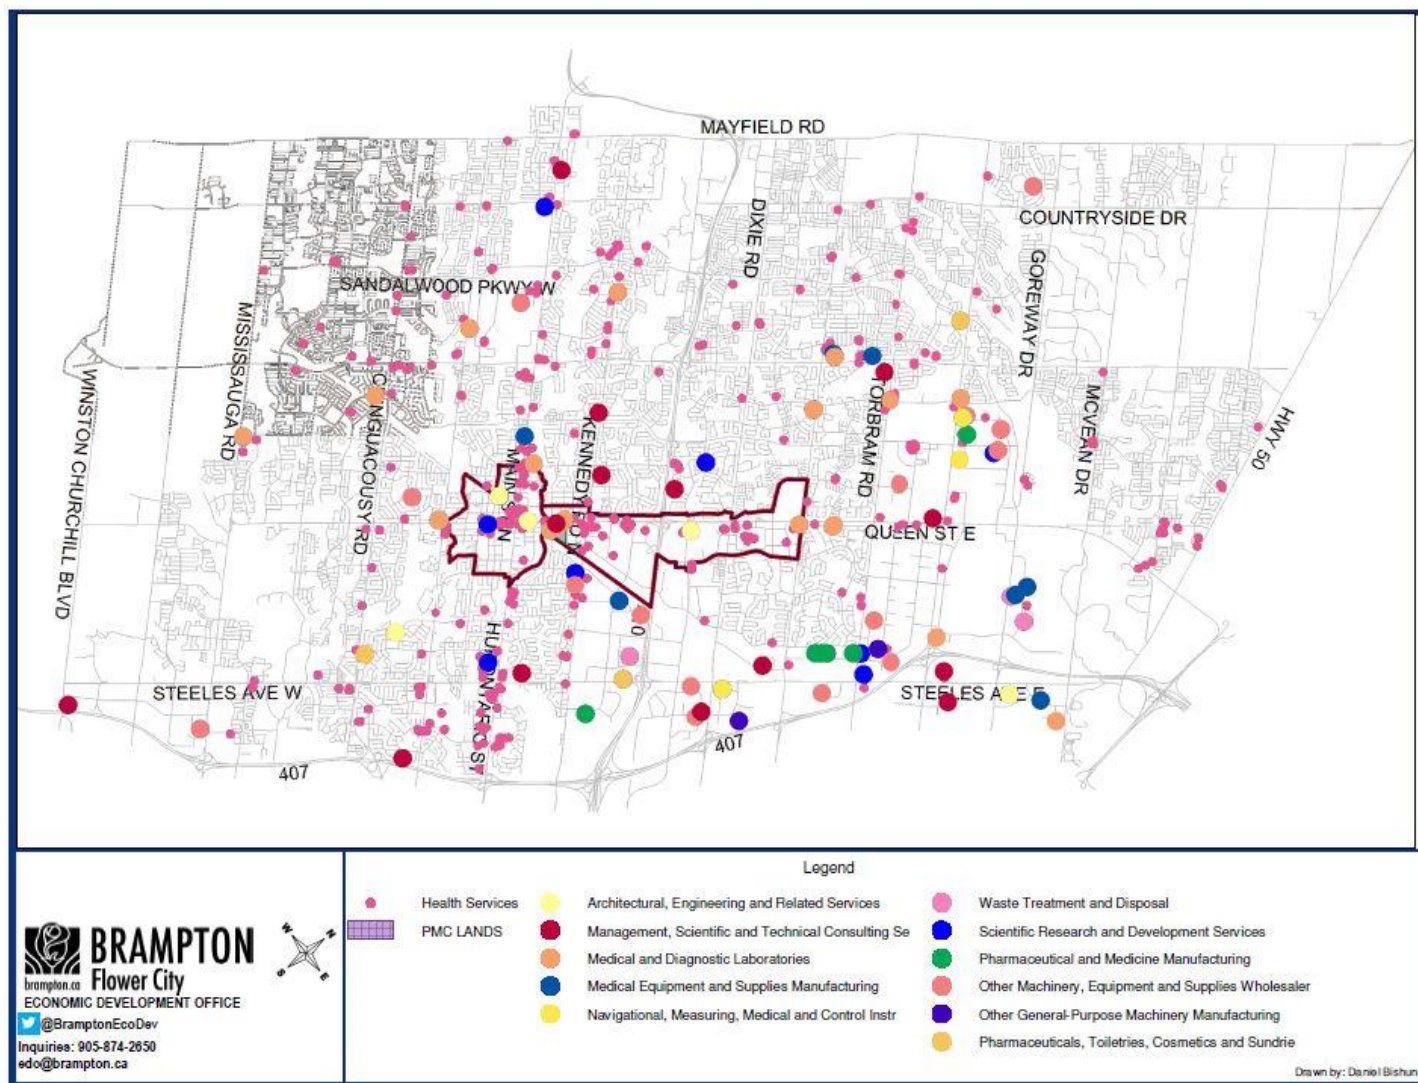 MAYFIELD RD
COUNTRYSIDE DR
DIXIE RD
GOREWAY DR
SANDALWOOD PKWY W
MISSISSAUGA RD
WINSTON CHURCHILL BLVD
TORBRAM RD
MCVEAN DR
HWY 50
QUEEN ST E
STEELES AVE W
407
407
BRAMPTON
Flower City
brampton.ca
ECONOMIC DEVELOPMENT OFFICE
@BramptonEcoDev
Inquiries: 905-874-2650
edo@brampton.ca
W N
S E
Legend
Health Services
PMC LANDS
Architectural, Engineering and Related Services
Management, Scientific and Technical Consulting Se
Medical and Diagnostic Laboratories
Medical Equipment and Supplies Manufacturing
Navigational, Measuring, Medical and Control Instr
Waste Treatment and Disposal
Scientific Research and Development Services
Pharmaceutical and Medicine Manufacturing
Other Machinery, Equipment and Supplies Wholesaler
Other General-Purpose Machinery Manufacturing
Pharmaceuticals, Toiletries, Cosmetics and Sundrie
Drawn by: Daniel Bishun